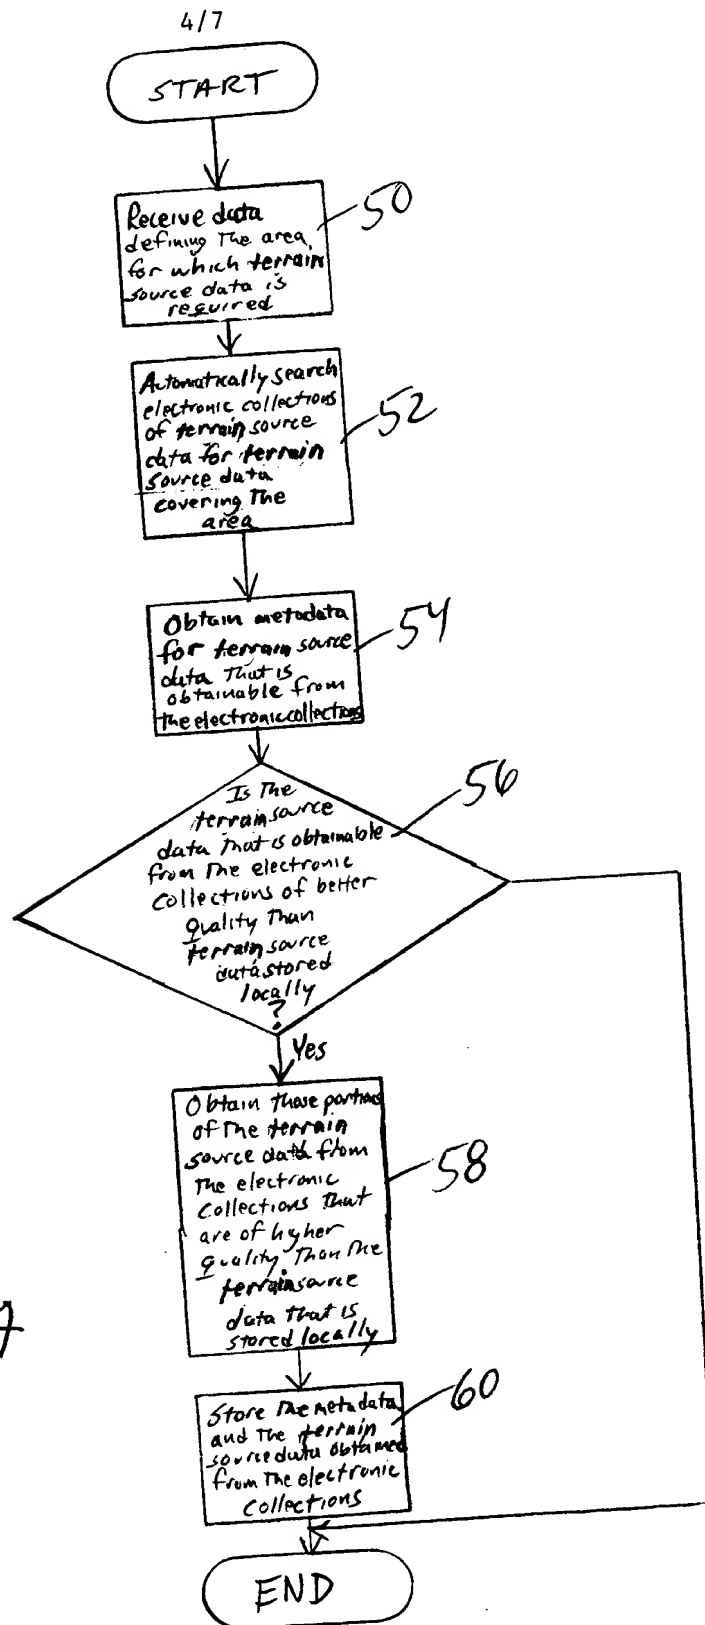 4/7
START
Receive data
defining the area,
for which terrain
source data is
required
50
Automatically search
electronic collections
of terrain source
data for terrain
source data
covering the
area
52
Obtain metadata
for terrain source
data that is
obtainable from
the electronic collections
54
Is the
terrain source
data that is obtainable
from the electronic
collections of better
quality than
terrain source
data stored
locally
?
56
Yes
Obtain those portions
of the terrain
source data from
the electronic
collections that
are of higher
quality than the
terrain source
data that is
stored locally
58
Store the metadata
and the terrain
source data obtained
from the electronic
collections
60
END